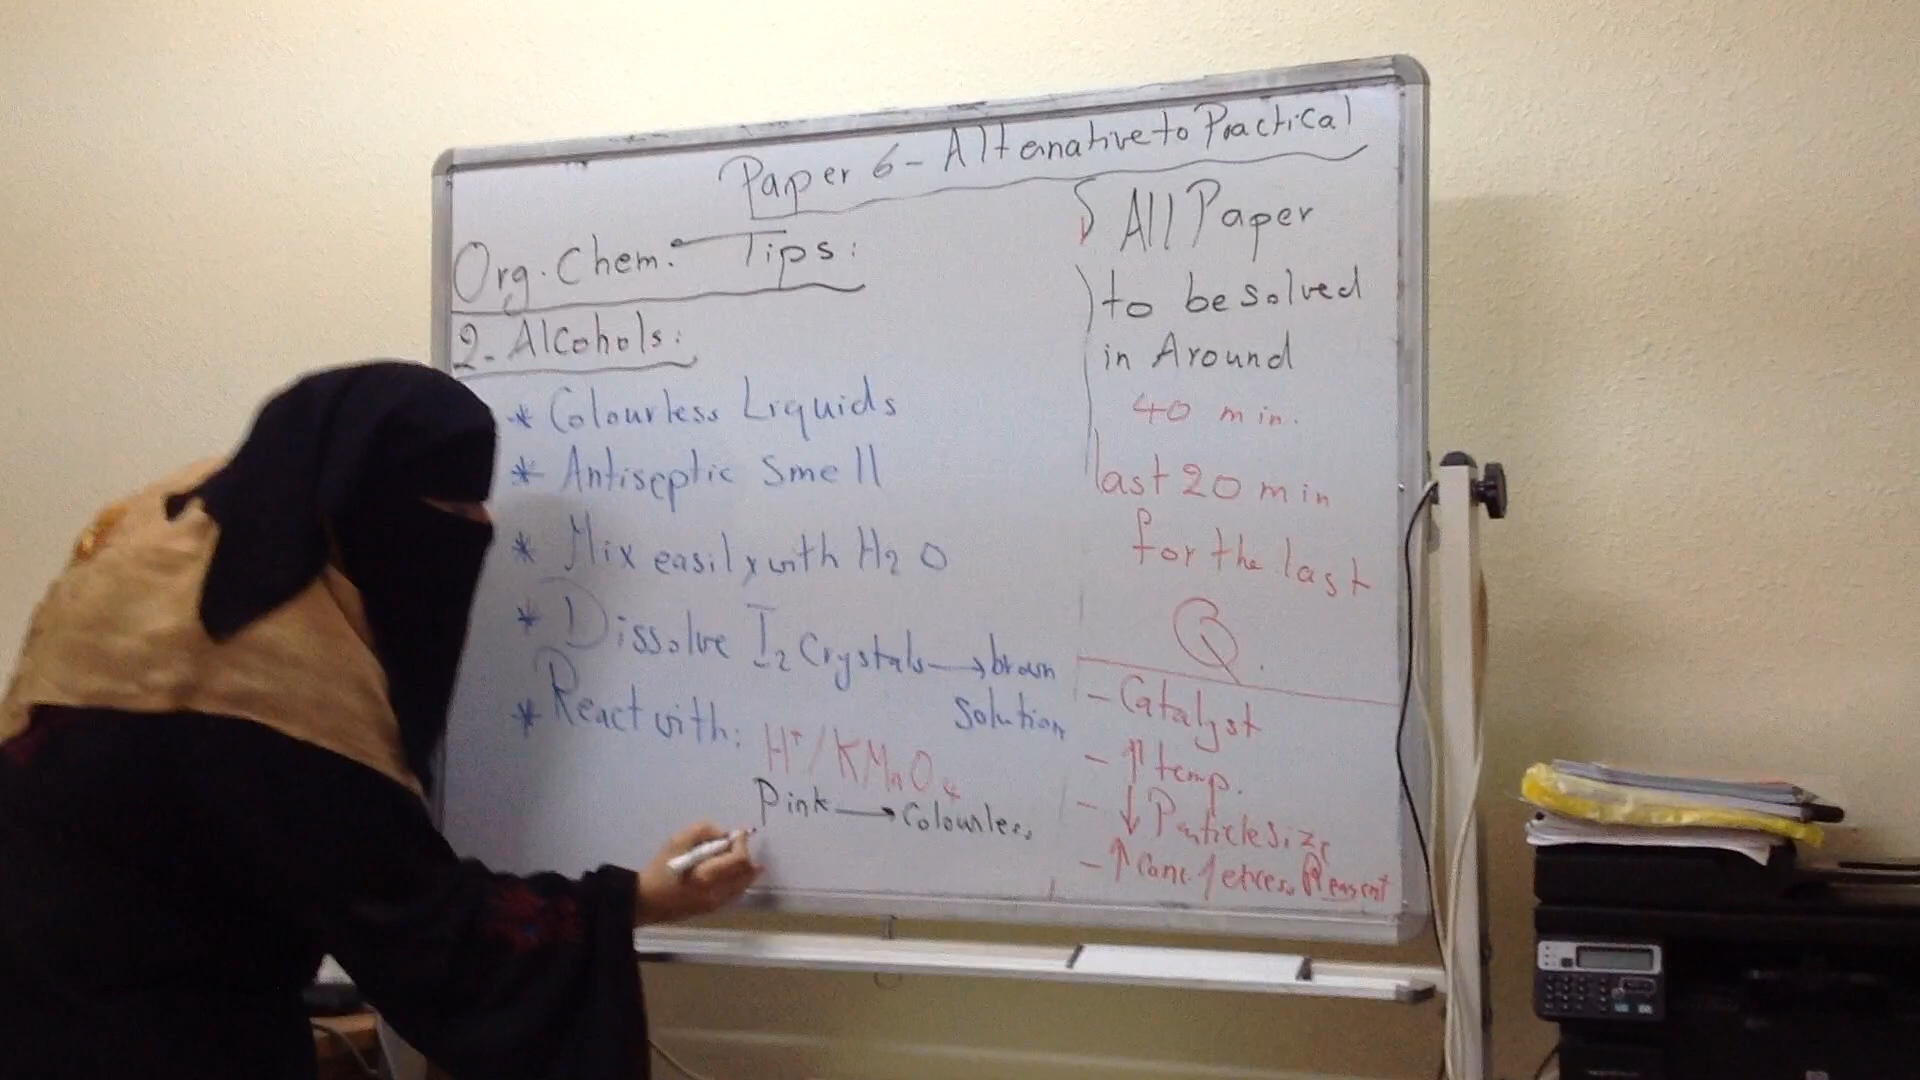 Paper 6 - Alternative to Practical
Org. Chem. Tips:
2. Alcohols:
* Colourless Liquids
* Antiseptic Smell
* Mix easily with H2O
* Dissolve I2 Crystals → brown
solution
* React with: H+/KMnO4
Pink → Colourless
All Paper
to be solved
in Around
40 min.
last 20 min
for the last
Q.
- Catalyst
- ↑ temp.
- ↓ Particle Size
- ↑ Conc. / excess Reagent